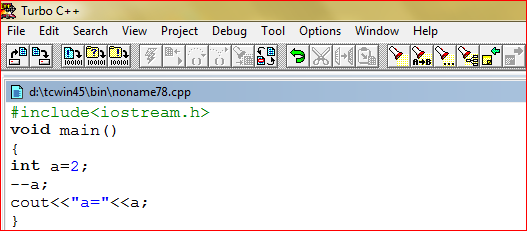 Turbo C++
File Edit Search View Project Debug Tool Options Window Help
d:\tcwin45\bin\noname78.cpp
#include<iostream.h>
void main()
{
int a=2;
--a;
cout<<"a="<<a;
}